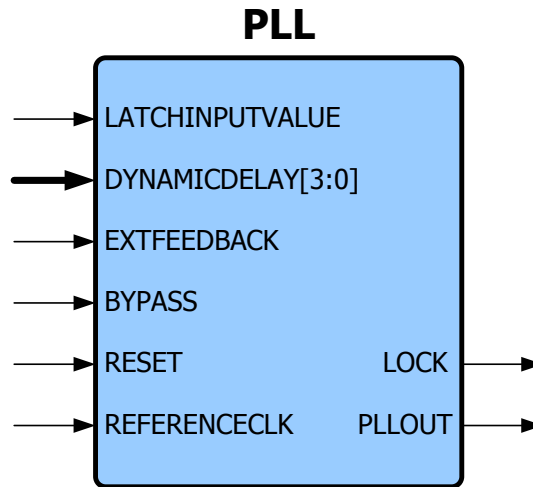 PLL
LATCHINPUTVALUE
DYNAMICDELAY[3:0]
EXTFEEDBACK
BYPASS
RESET LOCK
REFERENCECLK PLLOUT